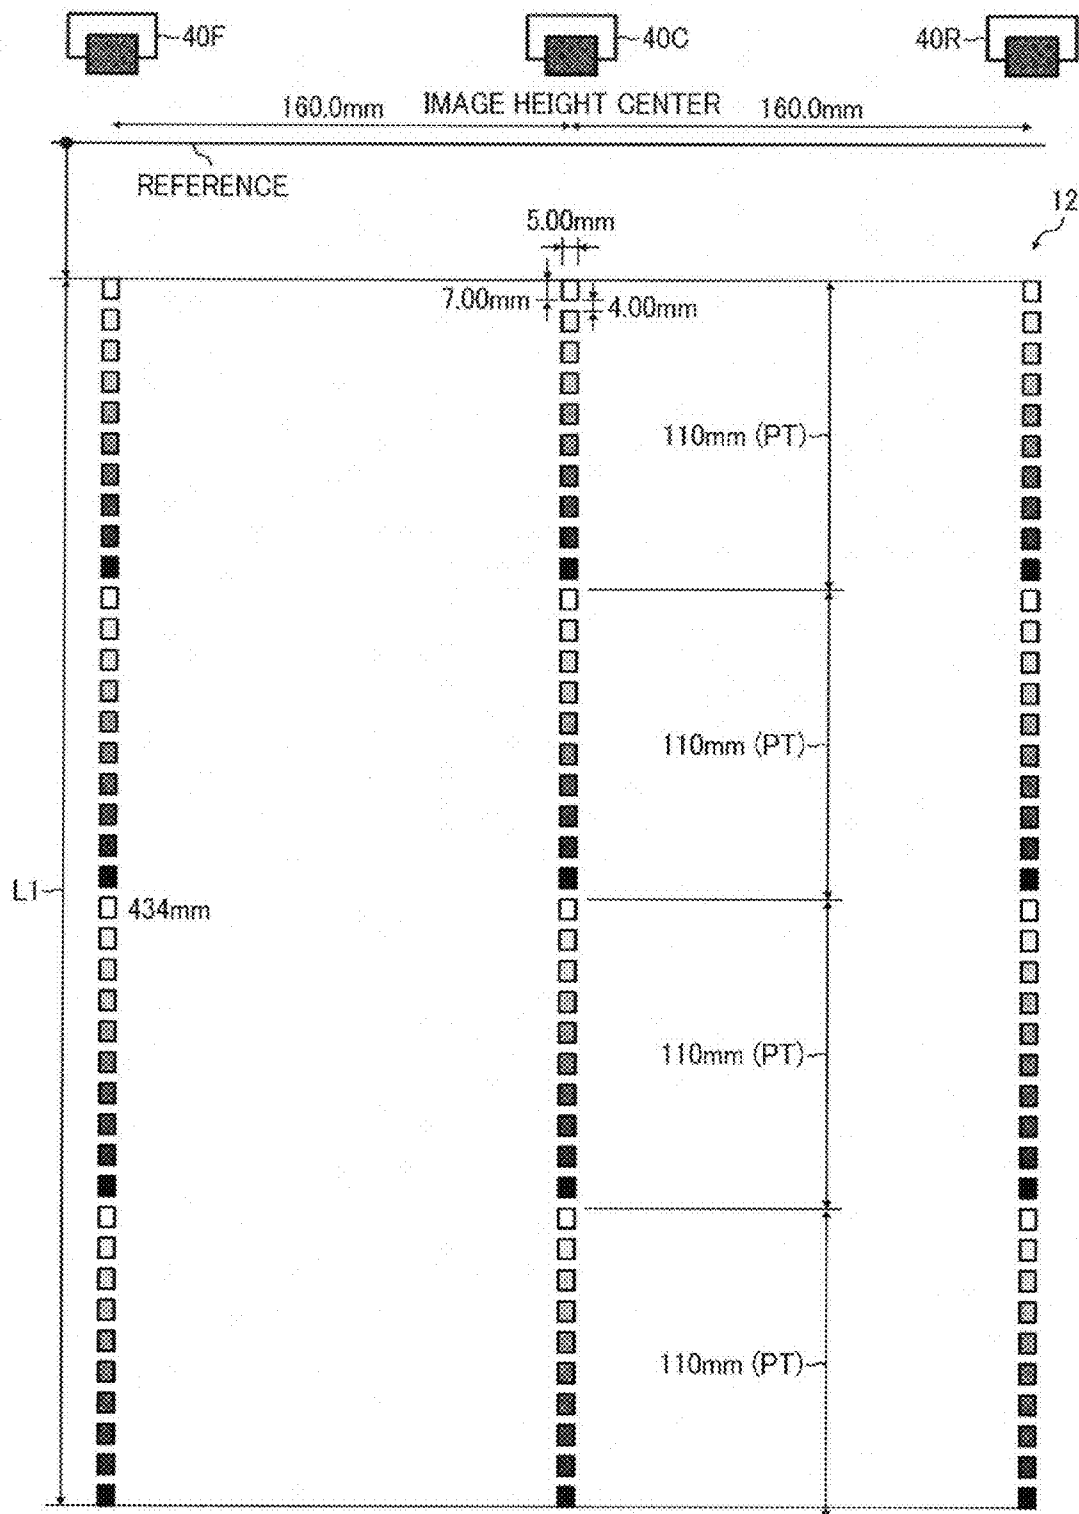 40F
40C
40R
160.0mm
IMAGE HEIGHT CENTER
160.0mm
REFERENCE
12
5.00mm
7.00mm
4.00mm
110mm (PT)
110mm (PT)
L1
434mm
110mm (PT)
110mm (PT)